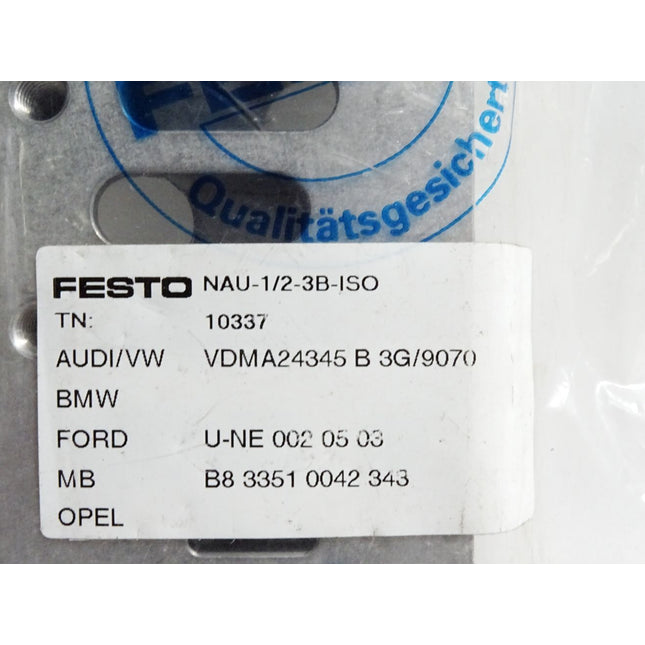 Qualitätsgesichert
FESTO NAU-1/2-3B-ISO
TN: 10337
AUDI/VW VDMA24345 B 3G/9070
BMW
FORD U-NE 002 05 03
MB B8 3351 0042 343
OPEL